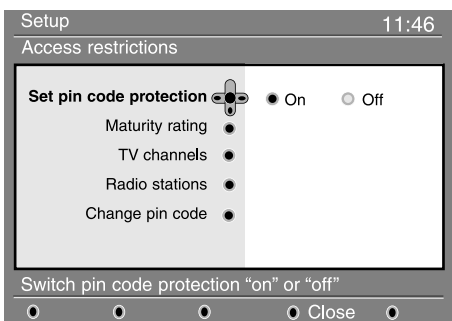 Setup 11:46
Access restrictions
Set pin code protection On Off
Maturity rating
TV channels
Radio stations
Change pin code
Switch pin code protection “on” or “off”
Close